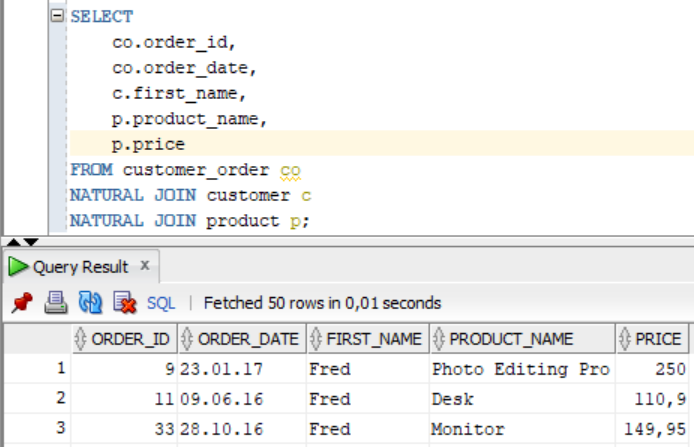 SELECT
co.order_id,
co.order_date,
c.first_name,
p.product_name,
p.price
FROM customer_order co
NATURAL JOIN customer c
NATURAL JOIN product p;
Query Result x
SQL | Fetched 50 rows in 0,01 seconds
ORDER_ID ORDER_DATE FIRST_NAME PRODUCT_NAME PRICE
1 9 23.01.17 Fred Photo Editing Pro 250
2 11 09.06.16 Fred Desk 110,9
3 33 28.10.16 Fred Monitor 149,95